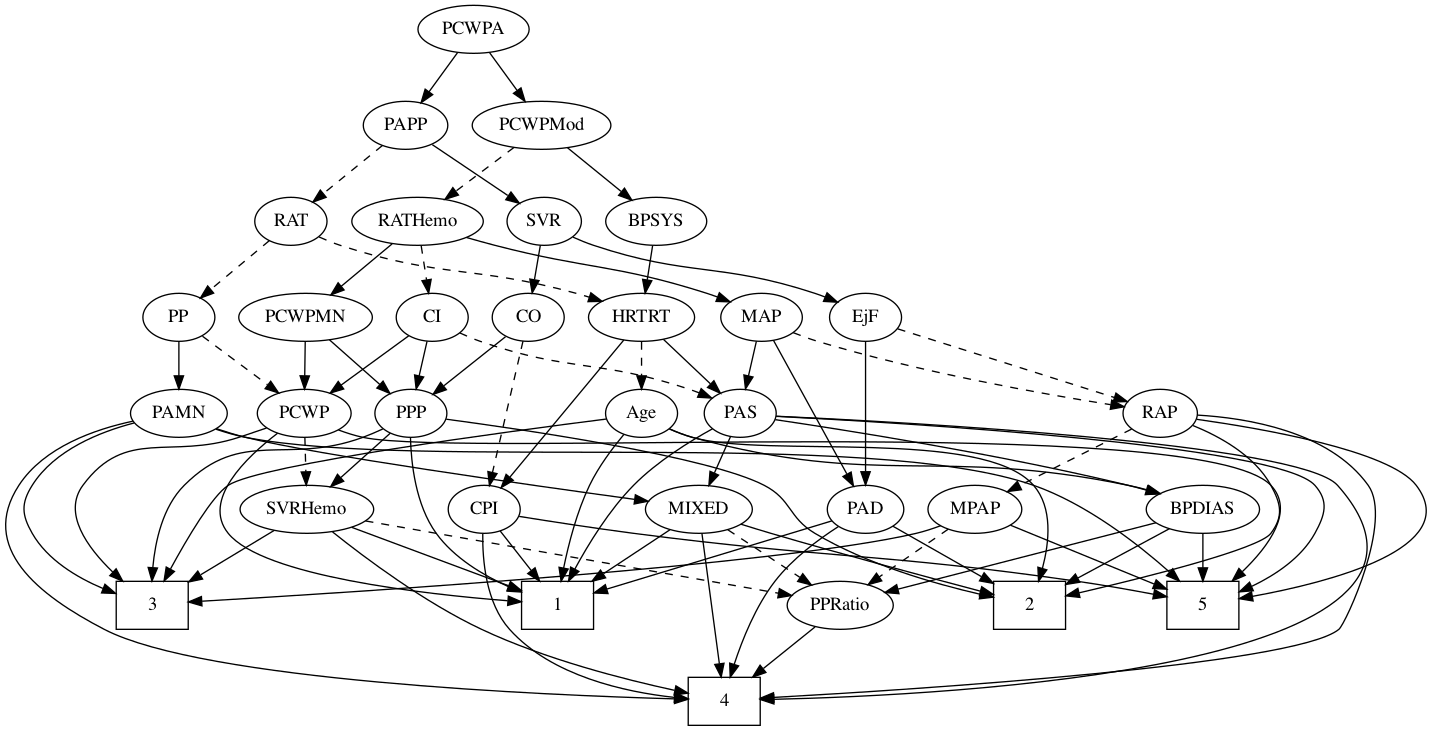 PCWPA
PAPP
PCWPMod
RAT
RATHemo
SVR
BPSYS
PP
PCWPMN
CI
CO
HRTRT
MAP
EjF
PAMN
PCWP
PPP
Age
PAS
RAP
SVRHemo
CPI
MIXED
PAD
MPAP
BPDIAS
3
1
PPRatio
2
5
4